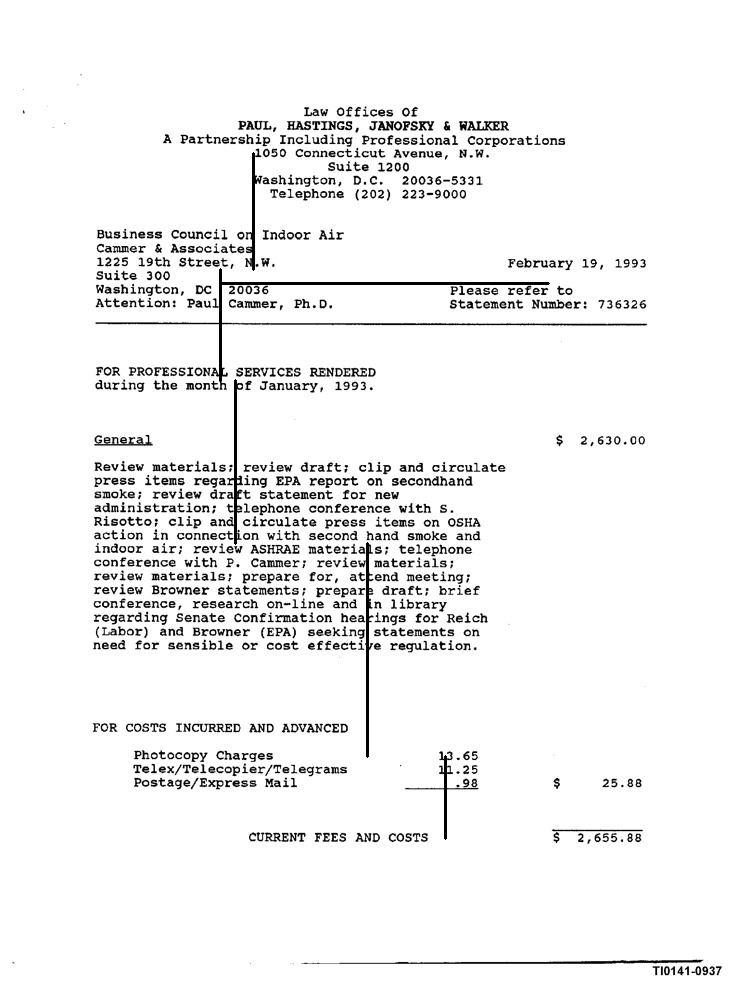 Law Offices Of
PAUL, HASTINGS, JANOFSKY & WALKER
A Partnership Including Professional Corporations
1050 Connecticut Avenue, N.W.
Suite 1200
Washington, D.C. 20036-5331
Telephone (202) 223-9000
Business Council on Indoor Air
Cammer & Associates
1225 19th Street, N.W. February 19, 1993
Suite 300
Washington, DC 20036 Please refer to
Attention: Paul Cammer, Ph.D. Statement Number: 736326
FOR PROFESSIONAL SERVICES RENDERED
during the month of January, 1993.
General $ 2,630.00
Review materials; review draft; clip and circulate
press items regarding EPA report on secondhand
smoke; review draft statement for new
administration; telephone conference with S.
Risotto; clip and circulate press items on OSHA
action in connection with second hand smoke and
indoor air; review ASHRAE materials; telephone
conference with P. Cammer; review materials;
review materials; prepare for, attend meeting;
review Browner statements; prepare draft; brief
conference, research on-line and in library
regarding Senate Confirmation hearings for Reich
(Labor) and Browner (EPA) seeking statements on
need for sensible or cost effective regulation.
FOR COSTS INCURRED AND ADVANCED
Photocopy Charges 13.65
Telex/Telecopier/Telegrams 11.25
Postage/Express Mail .98 $ 25.88
CURRENT FEES AND COSTS $ 2,655.88
TI0141-0937